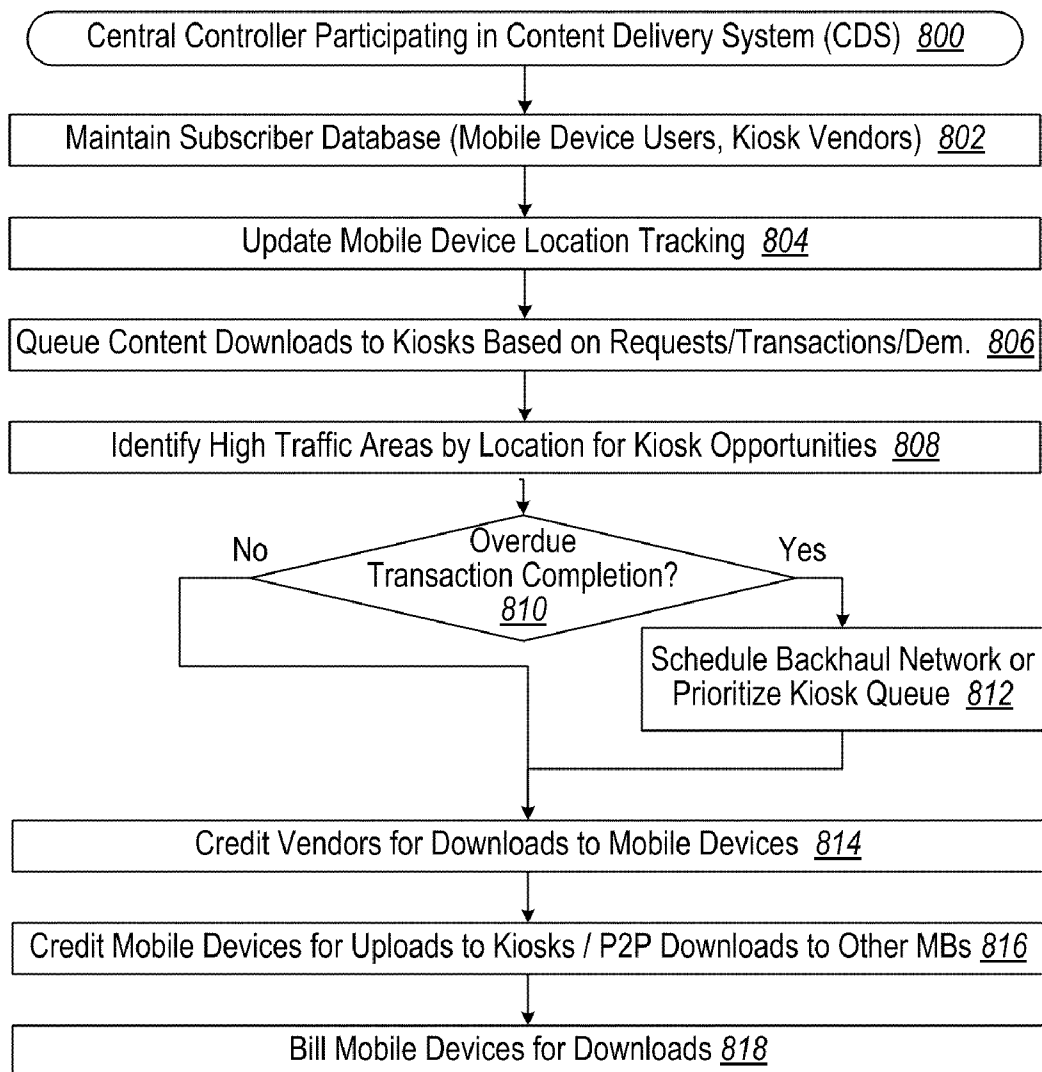 Central Controller Participating in Content Delivery System (CDS) 800
Maintain Subscriber Database (Mobile Device Users, Kiosk Vendors) 802
Update Mobile Device Location Tracking 804
Queue Content Downloads to Kiosks Based on Requests/Transactions/Dem. 806
Identify High Traffic Areas by Location for Kiosk Opportunities 808
Overdue
No
Yes
Transaction Completion?
810
Schedule Backhaul Network or
Prioritize Kiosk Queue 812
Credit Vendors for Downloads to Mobile Devices 814
Credit Mobile Devices for Uploads to Kiosks / P2P Downloads to Other MBs 816
Bill Mobile Devices for Downloads 818